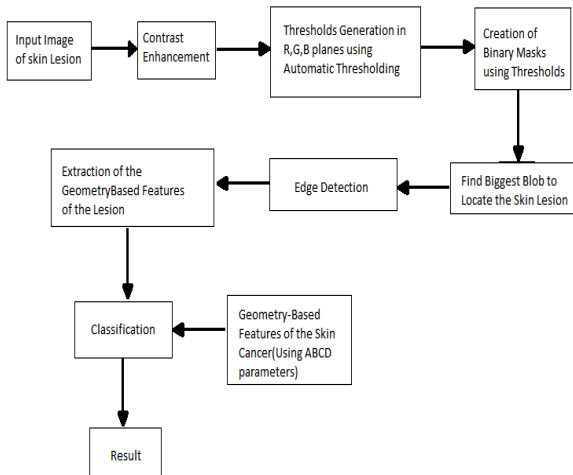 Input Image
of skin Lesion
Contrast
Enhancement
Thresholds Generation in
R,G,B planes using
Automatic Thresholding
Creation of
Binary Masks
using Thresholds
Find Biggest Blob to
Locate the Skin Lesion
Edge Detection
Extraction of the
GeometryBased Features
of the Lesion
Classification
Geometry-Based
Features of the Skin
Cancer(Using ABCD
parameters)
Result